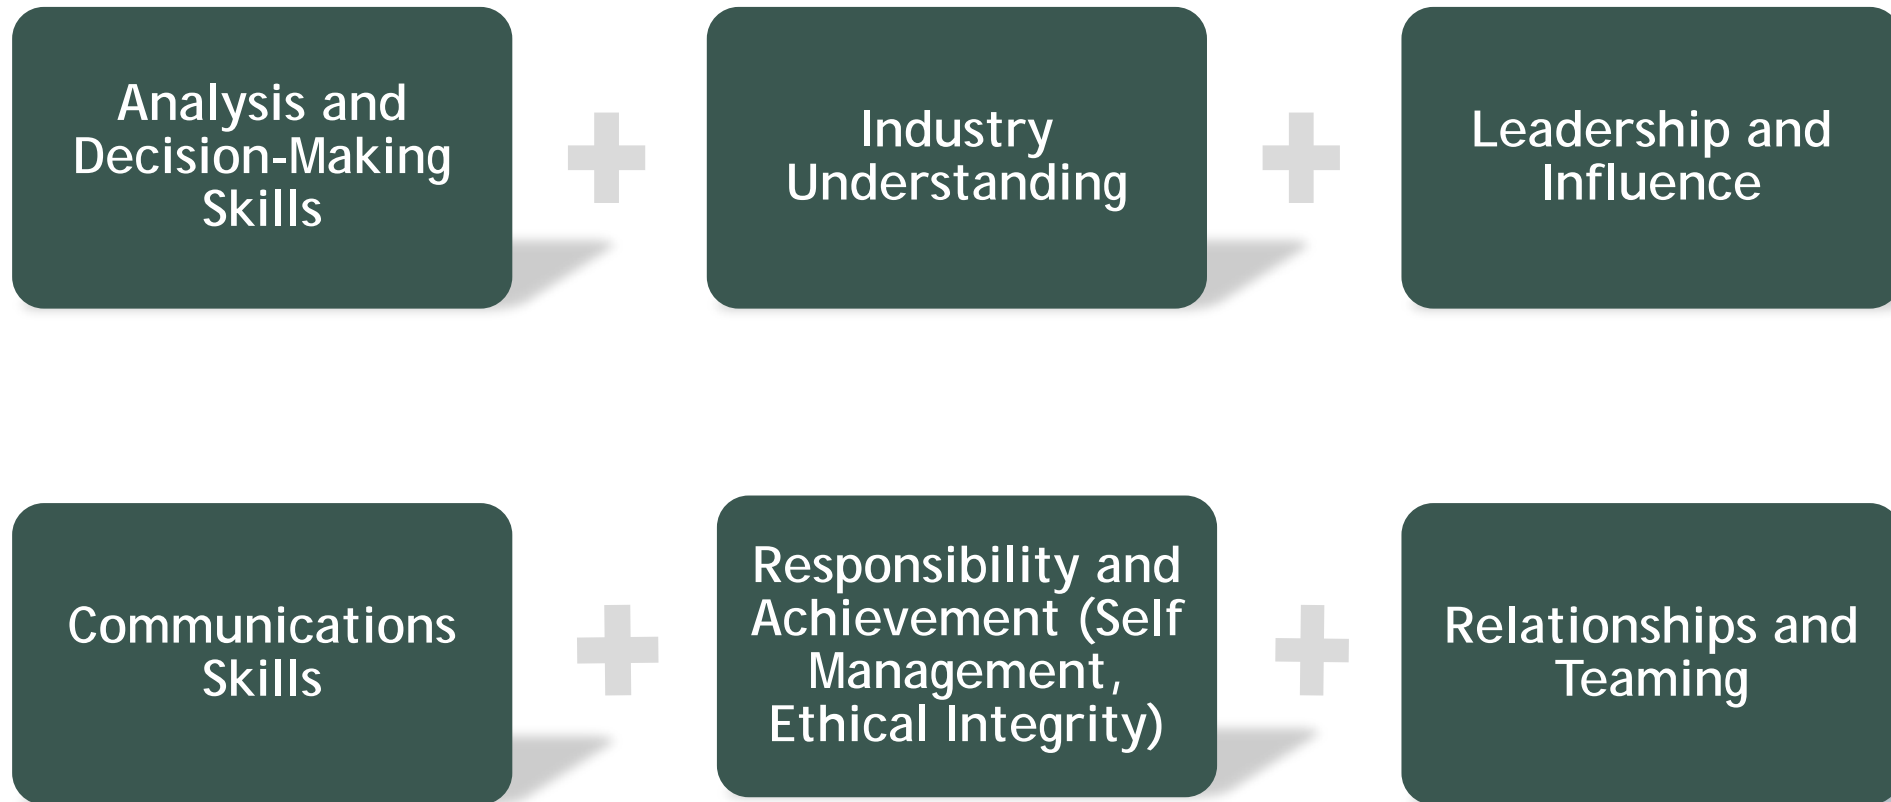 Analysis and
Decision-Making
Skills
Industry
Understanding
Leadership and
Influence
Communications
Skills
Responsibility and
Achievement (Self
Management,
Ethical Integrity)
Relationships and
Teaming